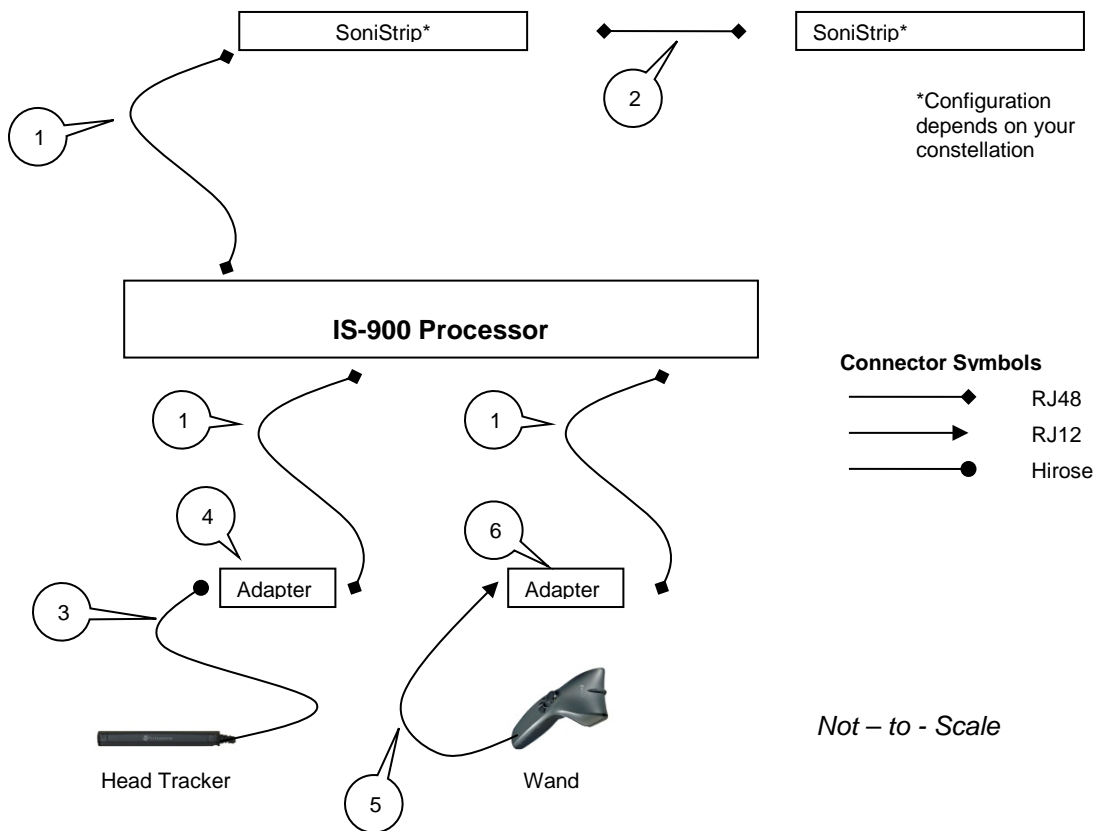 SoniStrip*
SoniStrip*
1
2
*Configuration
depends on your
constellation
IS-900 Processor
Connector Symbols
RJ48
RJ12
Hirose
1
1
4
6
Adapter
Adapter
3
Head Tracker
Wand
5
Not – to - Scale